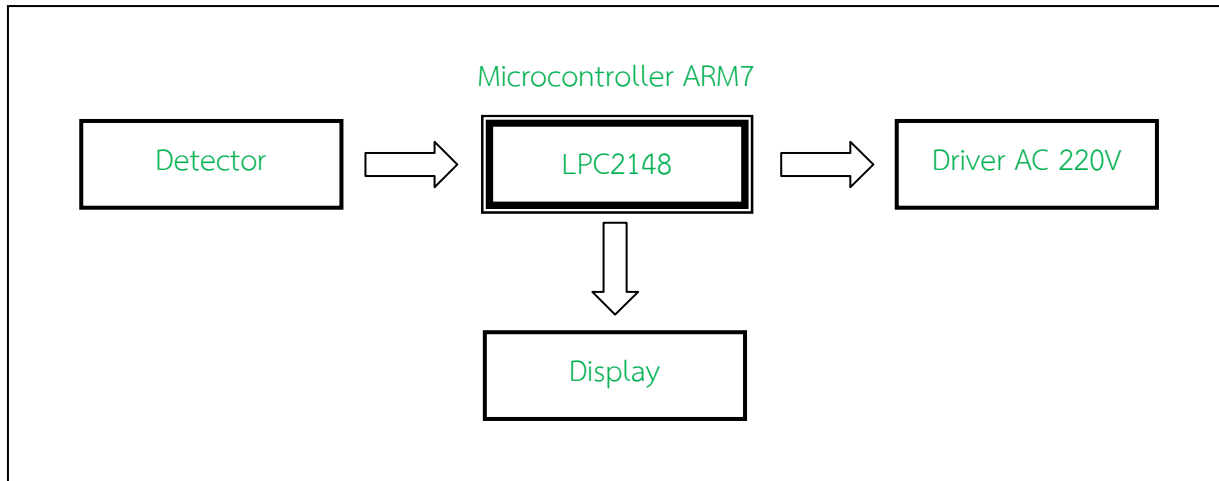 Microcontroller ARM7
Detector
LPC2148
Driver AC 220V
Display